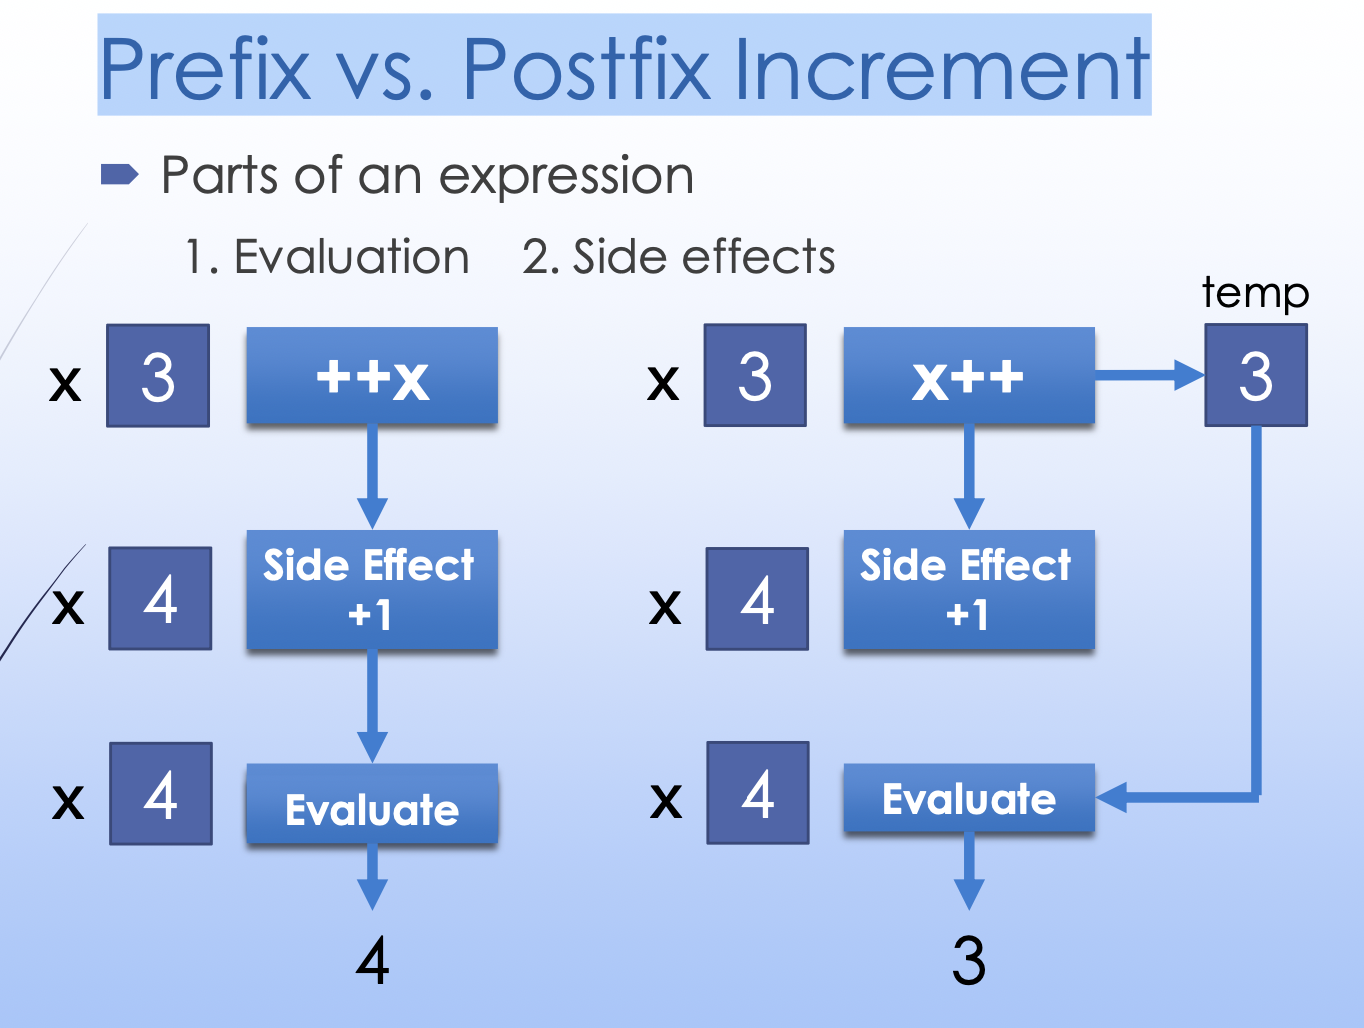 Prefix vs. Postfix Increment
Parts of an expression
1. Evaluation 2. Side effects
temp
x 3 ++x x 3 x++ 3
x 4 Side Effect +1 x 4 Side Effect +1
x 4 Evaluate x 4 Evaluate
4 3